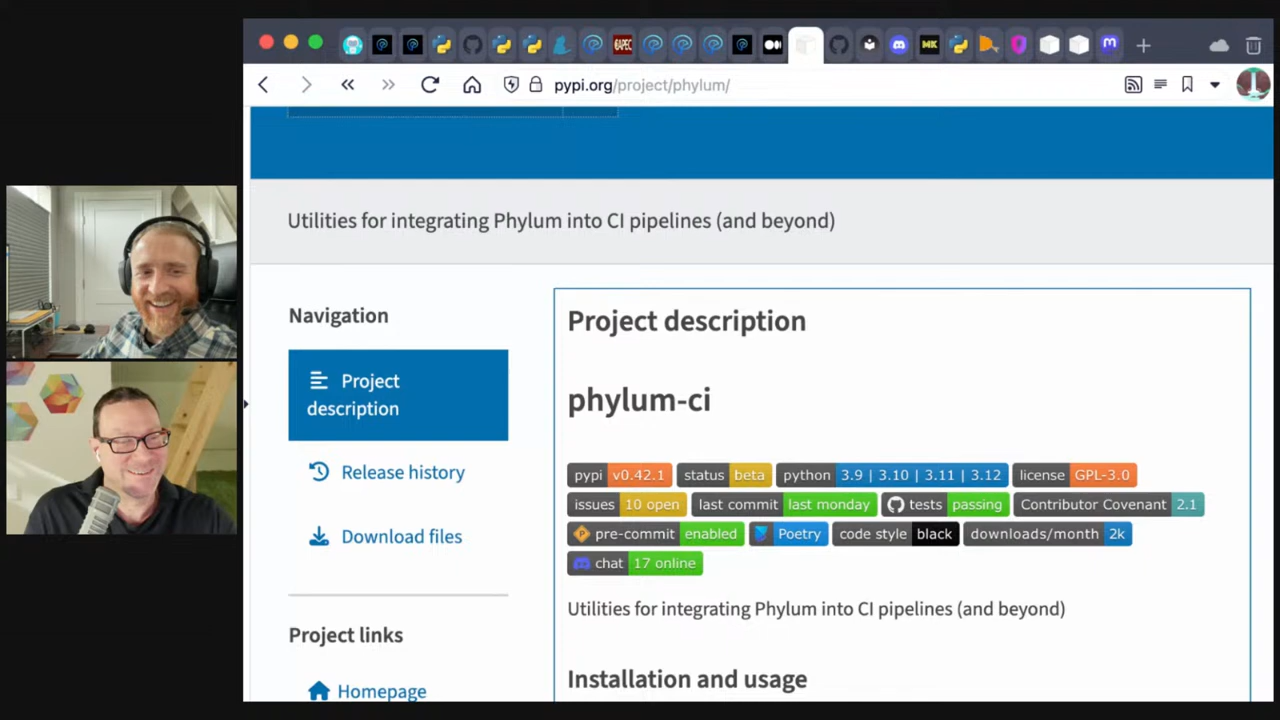 pypi.org/project/phylum/
Utilities for integrating Phylum into CI pipelines (and beyond)
Navigation
Project
description
Release history
Download files
Project links
Homepage
Project description
phylum-ci
pypi v0.42.1 status beta python 3.9 | 3.10 | 3.11 | 3.12 license GPL-3.0
issues 10 open last commit last monday tests passing Contributor Covenant 2.1
pre-commit enabled Poetry code style black downloads/month 2k
chat 17 online
Utilities for integrating Phylum into CI pipelines (and beyond)
Installation and usage